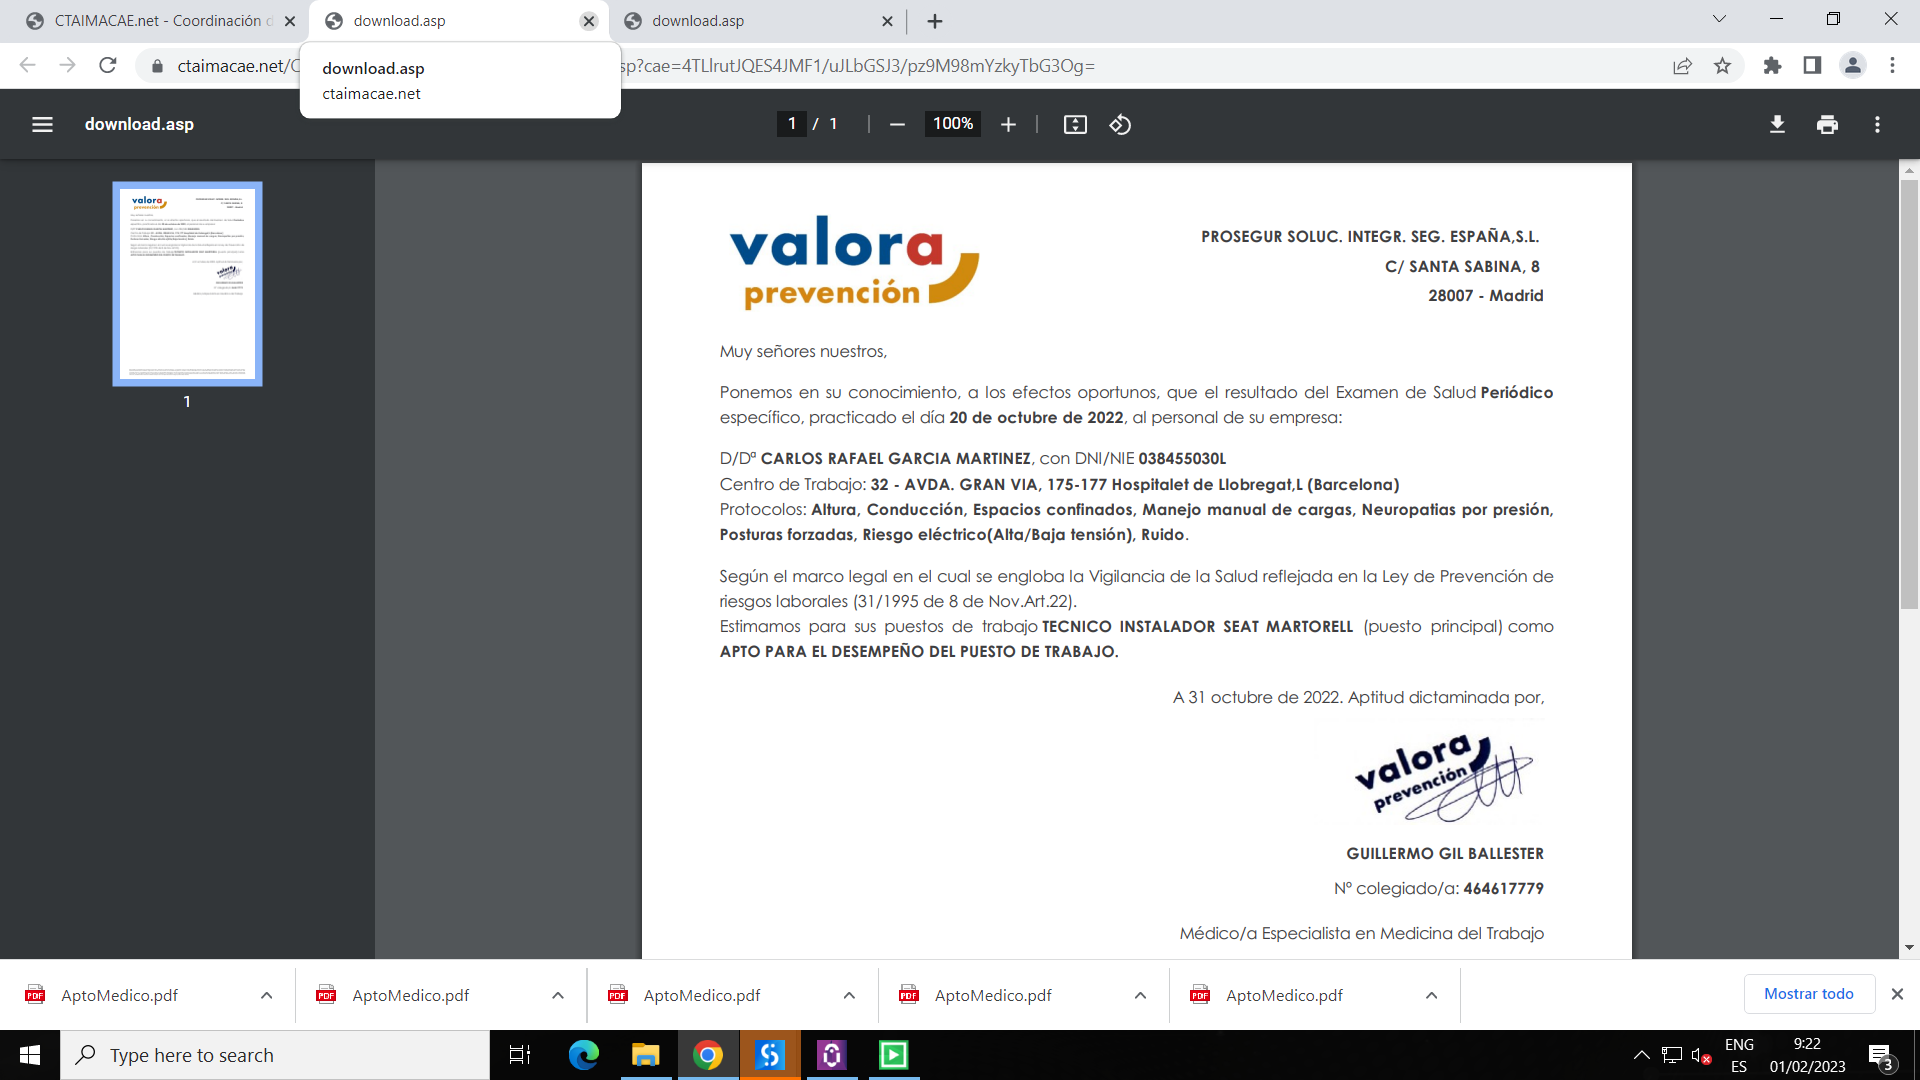 CTAIMACAE.net - Coordinación d
download.asp
download.asp
ctaimacae.net/C
sp?cae=4TLlrutJQES4JMF1/uJLbGSJ3/pz9M98mYzkyTbG3Og=
download.asp
ctaimacae.net
download.asp
1 / 1
100%
1
valora
prevención
PROSEGUR SOLUC. INTEGR. SEG. ESPAÑA,S.L.
C/ SANTA SABINA, 8
28007 - Madrid
Muy señores nuestros,
Ponemos en su conocimiento, a los efectos oportunos, que el resultado del Examen de Salud Periódico
específico, practicado el día 20 de octubre de 2022, al personal de su empresa:
D/Dª CARLOS RAFAEL GARCIA MARTINEZ, con DNI/NIE 038455030L
Centro de Trabajo: 32 - AVDA. GRAN VIA, 175-177 Hospitalet de Llobregat,L (Barcelona)
Protocolos: Altura, Conducción, Espacios confinados, Manejo manual de cargas, Neuropatias por presión,
Posturas forzadas, Riesgo eléctrico(Alta/Baja tensión), Ruido.
Según el marco legal en el cual se engloba la Vigilancia de la Salud reflejada en la Ley de Prevención de
riesgos laborales (31/1995 de 8 de Nov.Art.22).
Estimamos para sus puestos de trabajo TECNICO INSTALADOR SEAT MARTORELL (puesto principal) como
APTO PARA EL DESEMPEÑO DEL PUESTO DE TRABAJO.
A 31 octubre de 2022. Aptitud dictaminada por,
valora
prevención
GUILLERMO GIL BALLESTER
Nº colegiado/a: 464617779
Médico/a Especialista en Medicina del Trabajo
AptoMedico.pdf
AptoMedico.pdf
AptoMedico.pdf
AptoMedico.pdf
AptoMedico.pdf
Mostrar todo
Type here to search
ENG
ES
9:22
01/02/2023
3